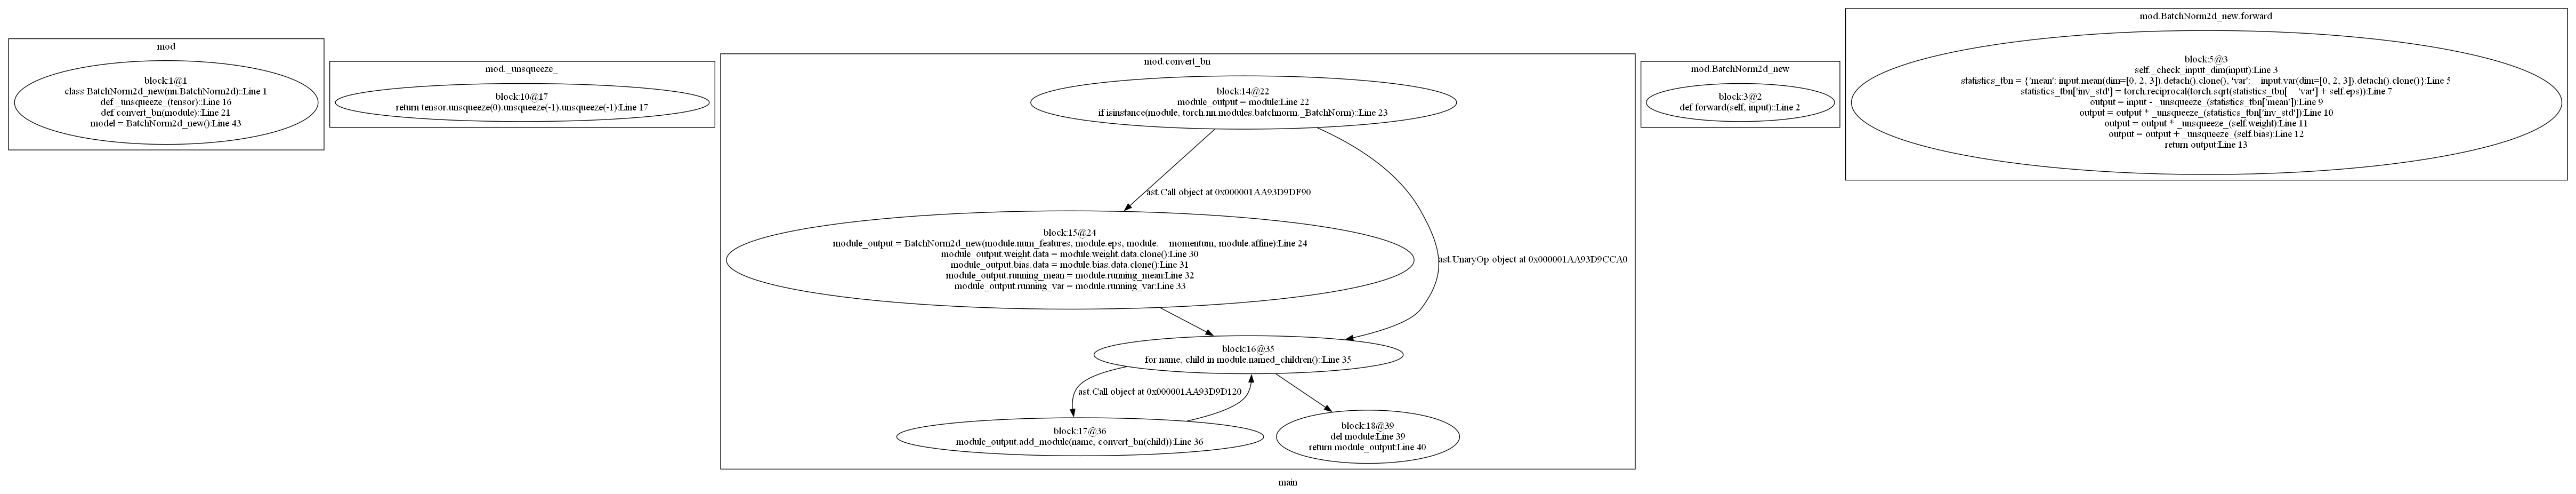 mod
block:1@1
class BatchNorm2d_new(nn.BatchNorm2d)::Line 1
def _unsqueeze_(tensor)::Line 16
def convert_bn(module)::Line 21
model = BatchNorm2d_new():Line 43
mod._unsqueeze_
block:10@17
return tensor.unsqueeze(0).unsqueeze(-1).unsqueeze(-1):Line 17
mod.convert_bn
block:14@22
module_output = module:Line 22
if isinstance(module, torch.nn.modules.batchnorm._BatchNorm)::Line 23
ast.Call object at 0x000001AA93D9DF90
block:15@24
module_output = BatchNorm2d_new(module.num_features, module.eps, module.    momentum, module.affine):Line 24
module_output.weight.data = module.weight.data.clone():Line 30
module_output.bias.data = module.bias.data.clone():Line 31
module_output.running_mean = module.running_mean:Line 32
module_output.running_var = module.running_var:Line 33
ast.UnaryOp object at 0x000001AA93D9CCA0
block:16@35
for name, child in module.named_children()::Line 35
ast.Call object at 0x000001AA93D9D120
block:17@36
module_output.add_module(name, convert_bn(child)):Line 36
block:18@39
del module:Line 39
return module_output:Line 40
mod.BatchNorm2d_new
block:3@2
def forward(self, input)::Line 2
mod.BatchNorm2d_new.forward
block:5@3
self._check_input_dim(input):Line 3
statistics_tbn = {'mean': input.mean(dim=[0, 2, 3]).detach().clone(), 'var':    input.var(dim=[0, 2, 3]).detach().clone()}:Line 5
statistics_tbn['inv_std'] = torch.reciprocal(torch.sqrt(statistics_tbn[    'var'] + self.eps)):Line 7
output = input - _unsqueeze_(statistics_tbn['mean']):Line 9
output = output * _unsqueeze_(statistics_tbn['inv_std']):Line 10
output = output * _unsqueeze_(self.weight):Line 11
output = output + _unsqueeze_(self.bias):Line 12
return output:Line 13
main